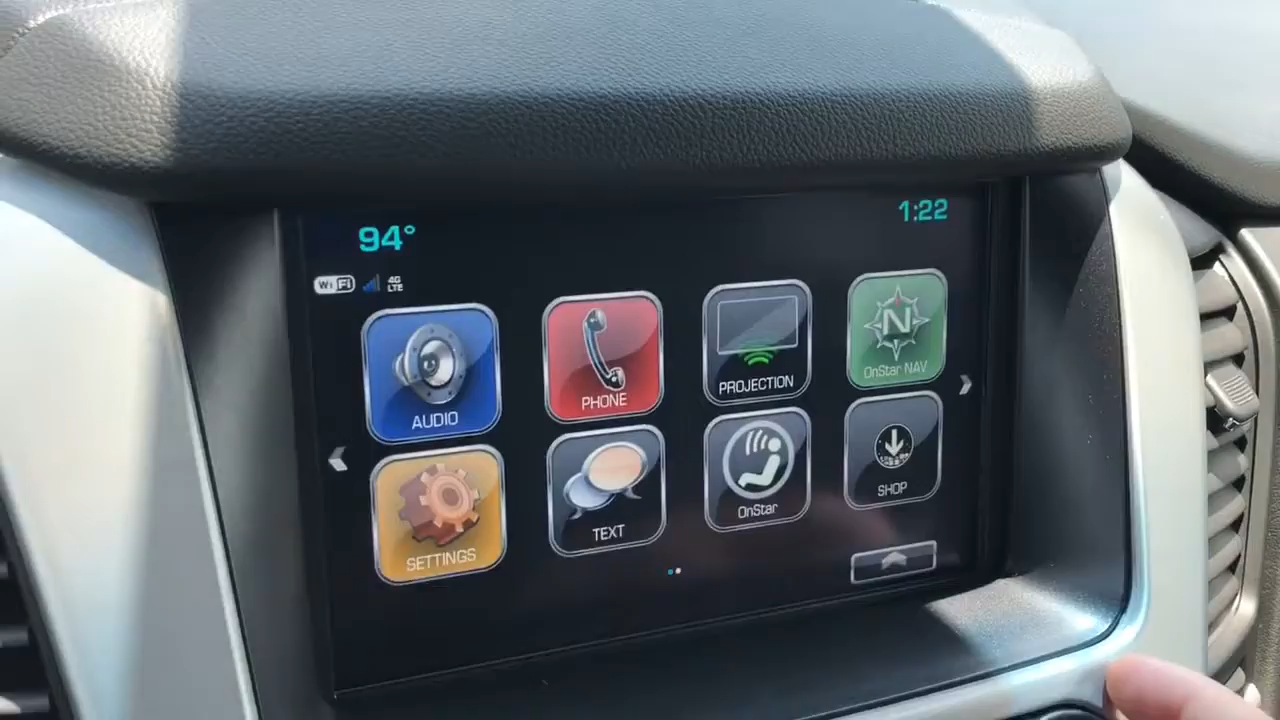 94°
1:22
WiFi
4G
LTE
AUDIO
PHONE
PROJECTION
N
OnStar NAV
SETTINGS
TEXT
OnStar
SHOP